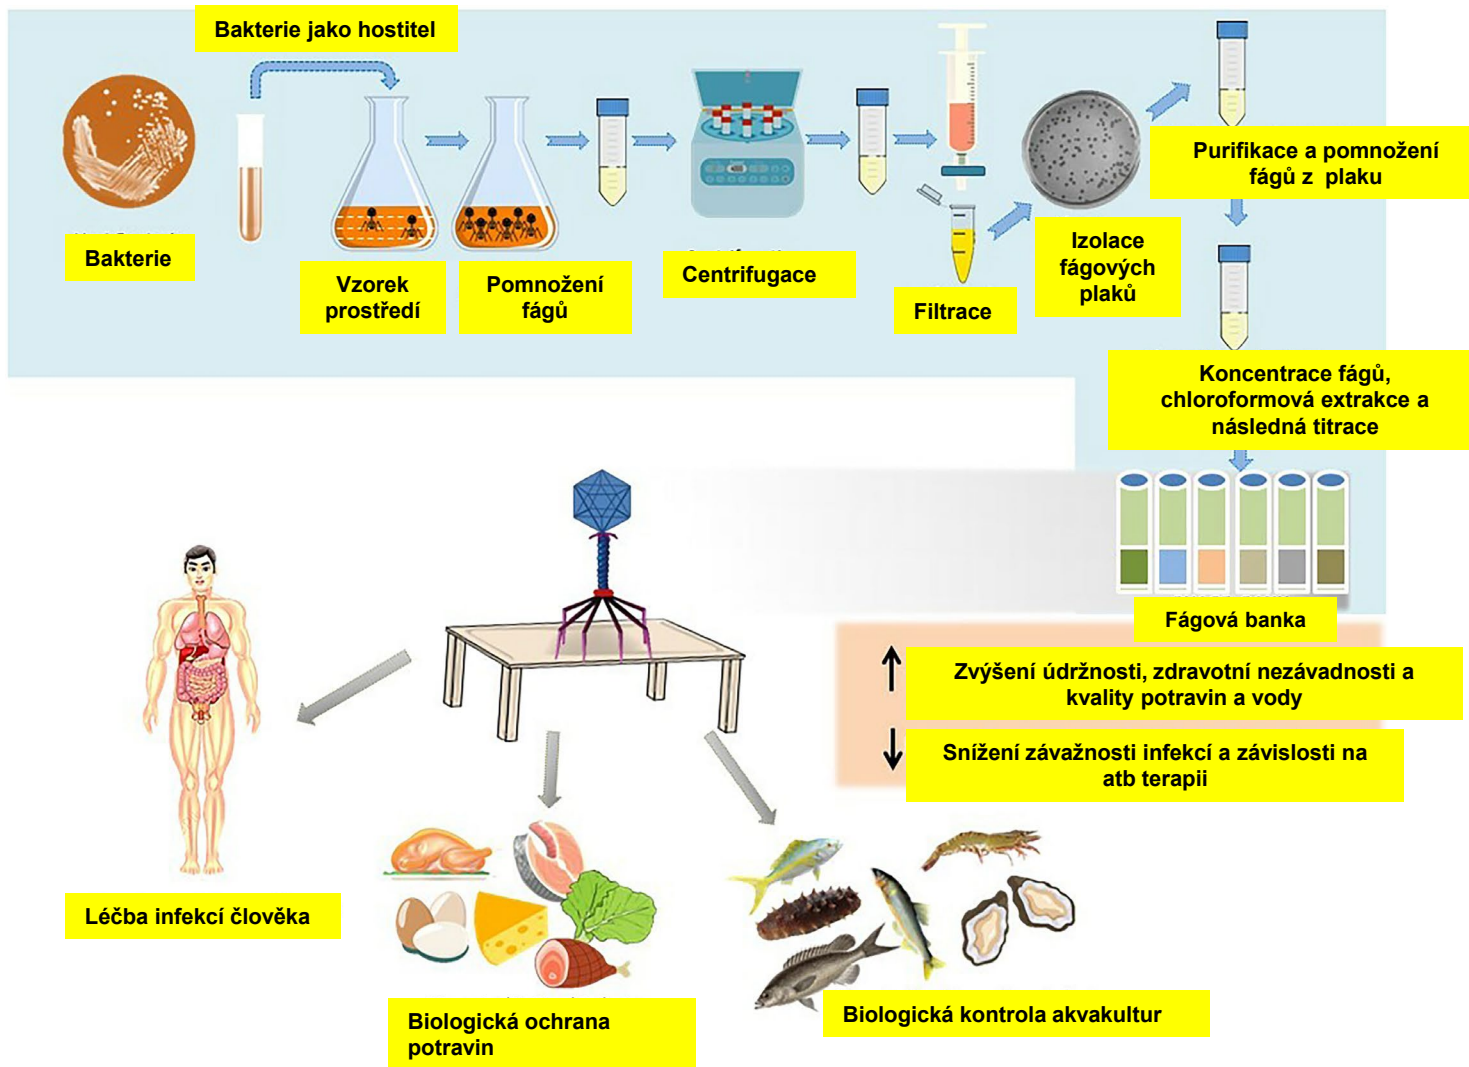 Bakterie jako hostitel
Bakterie
Vzorek
prostředí
Pomnožení
fágů
Centrifugace
Filtrace
Izolace
fágových
plaků
Purifikace a pomnožení
fágů z plaku
Koncentrace fágů,
chloroformová extrakce a
následná titrace
Fágová banka
Zvýšení údržnosti, zdravotní nezávadnosti a
kvality potravin a vody
Snížení závažnosti infekcí a závislosti na
atb terapii
Léčba infekcí člověka
Biologická ochrana
potravin
Biologická kontrola akvakultur